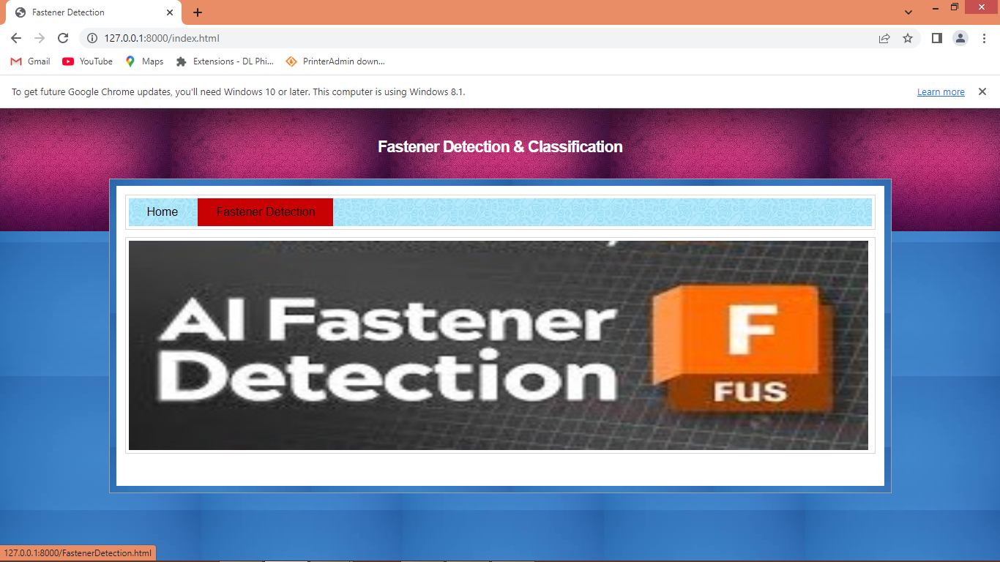 Fastener Detection
127.0.0.1:8000/index.html
Gmail YouTube Maps Extensions - DL Phi... PrinterAdmin down...
To get future Google Chrome updates, you'll need Windows 10 or later. This computer is using Windows 8.1. Learn more
Fastener Detection & Classification
Home Fastener Detection
AI Fastener
Detection
F
FUS
127.0.0.1:8000/FastenerDetection.html